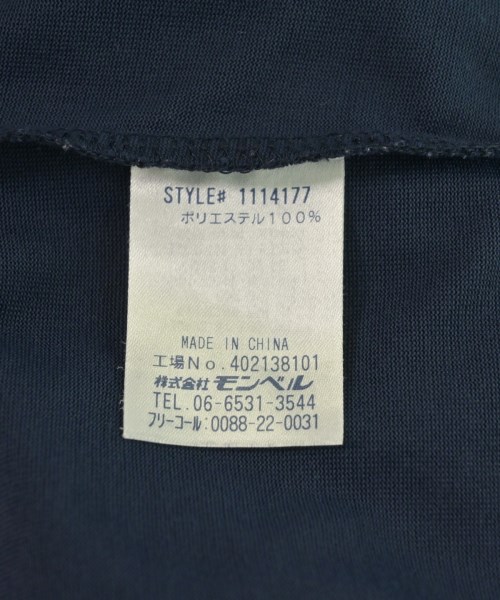 STYLE# 1114177
ポリエステル100%
MADE IN CHINA
工場No.402138101
株式会社 モンベル
TEL.06-6531-3544
フリーコール:0088-22-0031